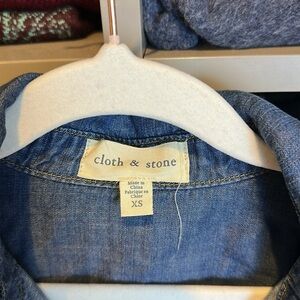 cloth & stone
Made in
China
Fabriqué en
Chine
XS